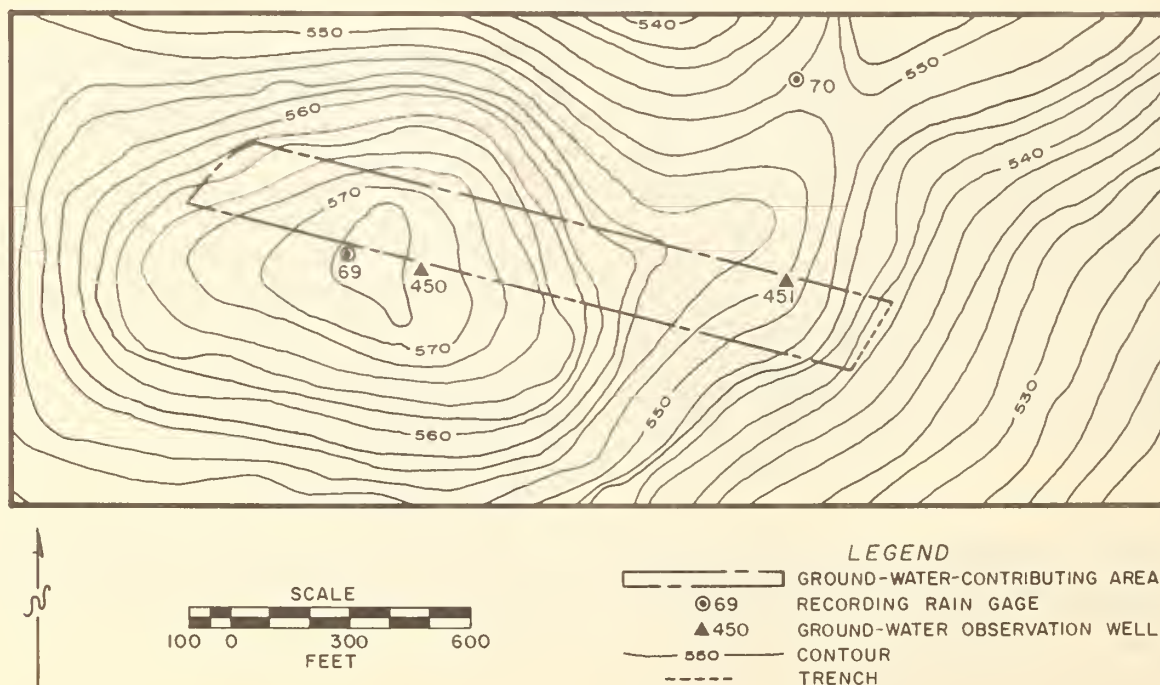 550
540
550
70
560
540
570
69
450
451
570
550
530
560
N
SCALE
100 0 300 600
FEET
LEGEND
GROUND-WATER-CONTRIBUTING AREA
69 RECORDING RAIN GAGE
450 GROUND-WATER OBSERVATION WELL
550 CONTOUR
TRENCH